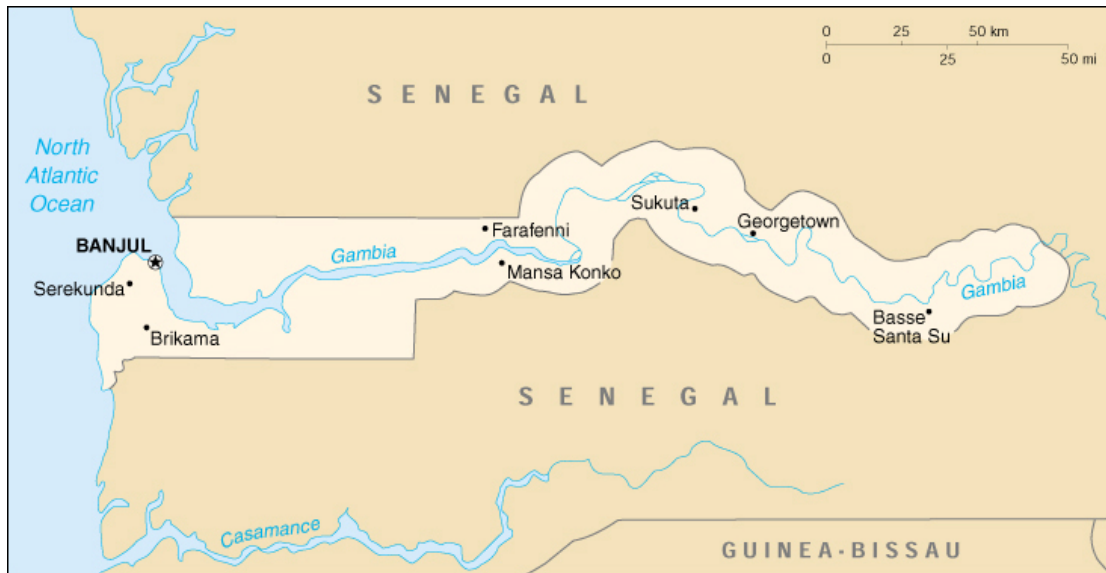 0 25 50 km
0 25 50 mi
SENEGAL
North
Atlantic
Ocean
Sukuta
Georgetown
Farafenni
BANJUL
Gambia
Mansa Konko
Serekunda
Gambia
Basse
Santa Su
Brikama
SENEGAL
Casamance
GUINEA-BISSAU